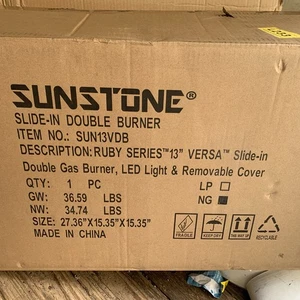 SUNSTONE®
SLIDE-IN DOUBLE BURNER
ITEM NO.: SUN13VDB
DESCRIPTION: RUBY SERIES™13" VERSA™ Slide-in
Double Gas Burner, LED Light & Removable Cover
QTY: 1 PC
LP
GW: 36.59 LBS
NG
NW: 34.74 LBS
SIZE: 27.36"X15.35"X15.35"
MADE IN CHINA
FRAGILE
KEEP DRY
THIS WAY UP
RECYCLABLE